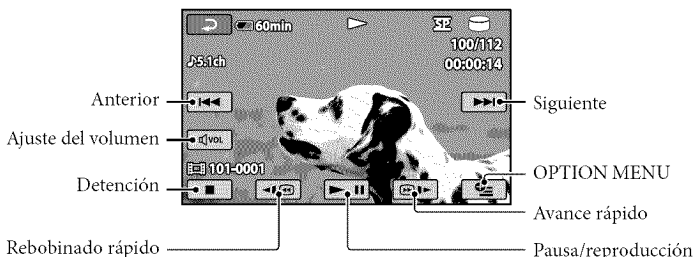 60min
SP
100/112
♪5.1ch
00:00:14
Anterior
Siguiente
Ajuste del volumen
VOL
101-0001
Detención
OPTION MENU
Avance rápido
Rebobinado rápido
Pausa/reproducción